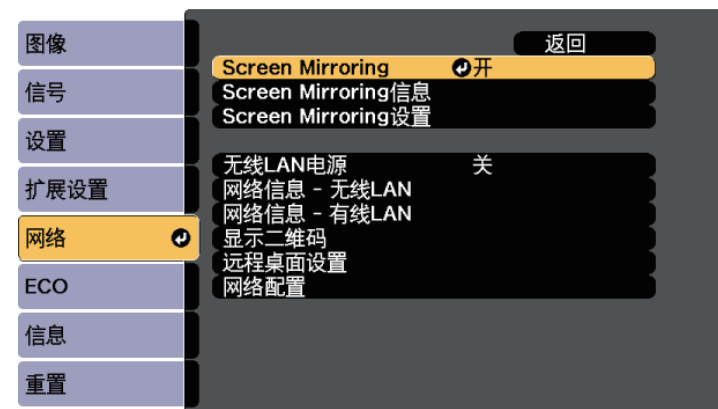 图像
信号
设置
扩展设置
网络
ECO
信息
重置
返回
Screen Mirroring 开
Screen Mirroring信息
Screen Mirroring设置
无线LAN电源 关
网络信息 - 无线LAN
网络信息 - 有线LAN
显示二维码
远程桌面设置
网络配置